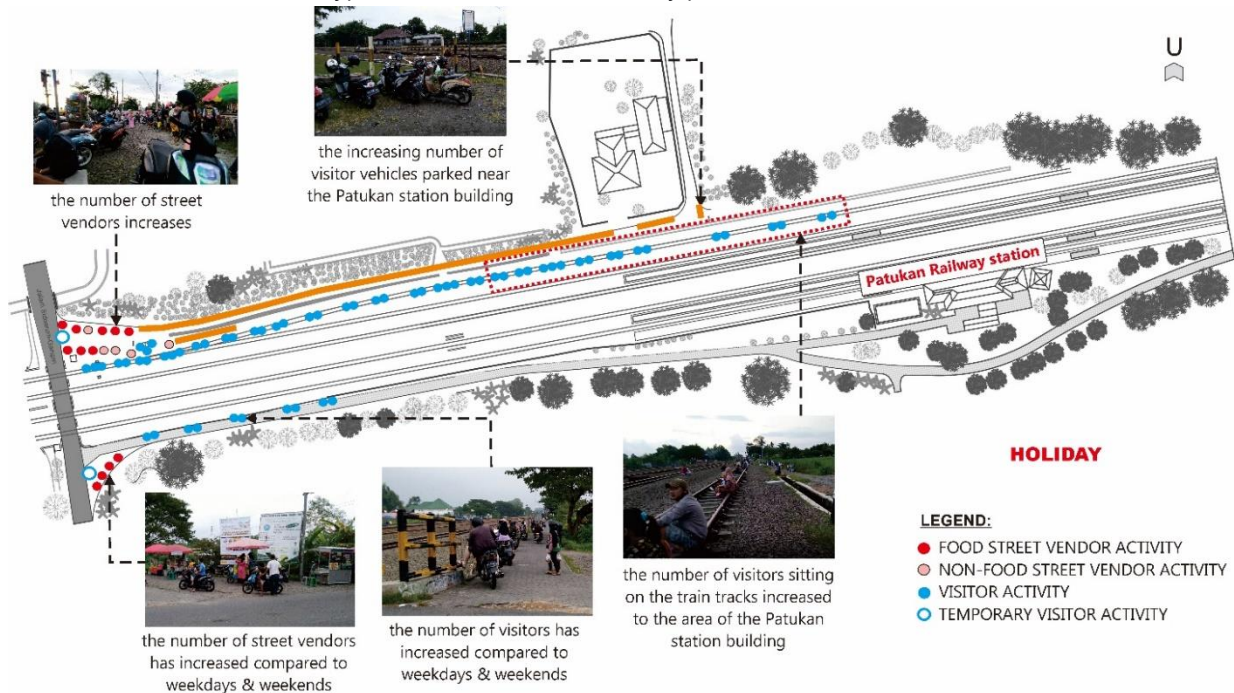 U
the number of street
vendors increases
the increasing number of
visitor vehicles parked near
the Patukan station building
Patukan Railway station
HOLIDAY
LEGEND:
FOOD STREET VENDOR ACTIVITY
NON-FOOD STREET VENDOR ACTIVITY
VISITOR ACTIVITY
TEMPORARY VISITOR ACTIVITY
the number of street vendors
has increased compared to
weekdays & weekends
the number of visitors has
increased compared to
weekdays & weekends
the number of visitors sitting
on the train tracks increased
to the area of the Patukan
station building